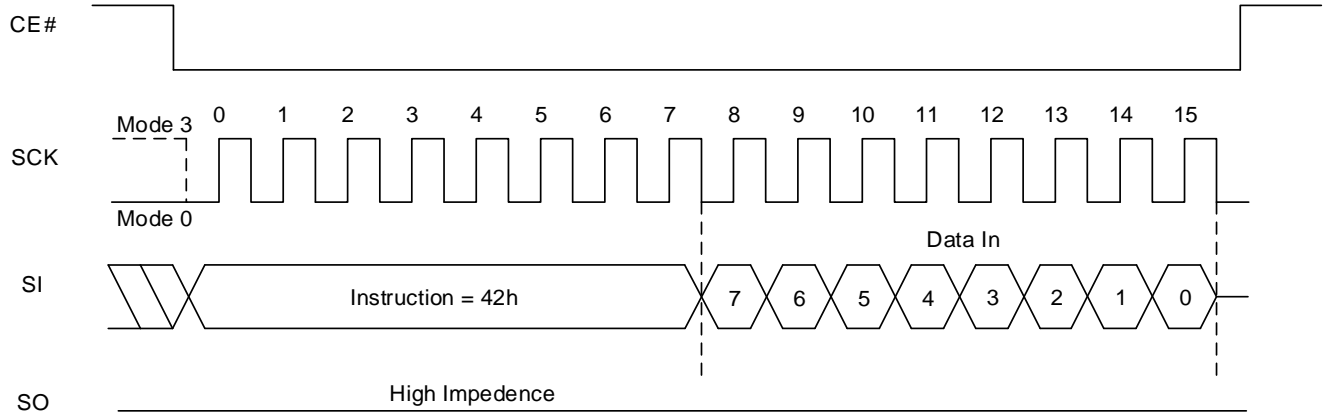 CE#
0 1 2 3 4 5 6 7 8 9 10 11 12 13 14 15
Mode 3
SCK
Mode 0
Data In
SI
Instruction = 42h
7 6 5 4 3 2 1 0
High Impedence
SO